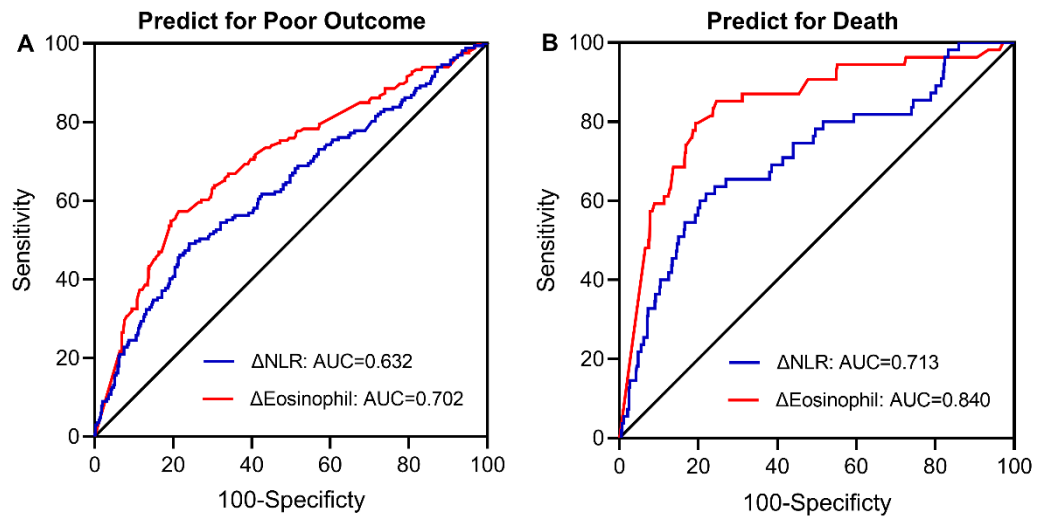 Predict for Poor Outcome
A
100
80
60
40
20
0
Sensitivity
ΔNLR: AUC=0.632
ΔEosinophil: AUC=0.702
0 20 40 60 80 100
100-Specificty
Predict for Death
B
100
80
60
40
20
0
Sensitivity
ΔNLR: AUC=0.713
ΔEosinophil: AUC=0.840
0 20 40 60 80 100
100-Specificty